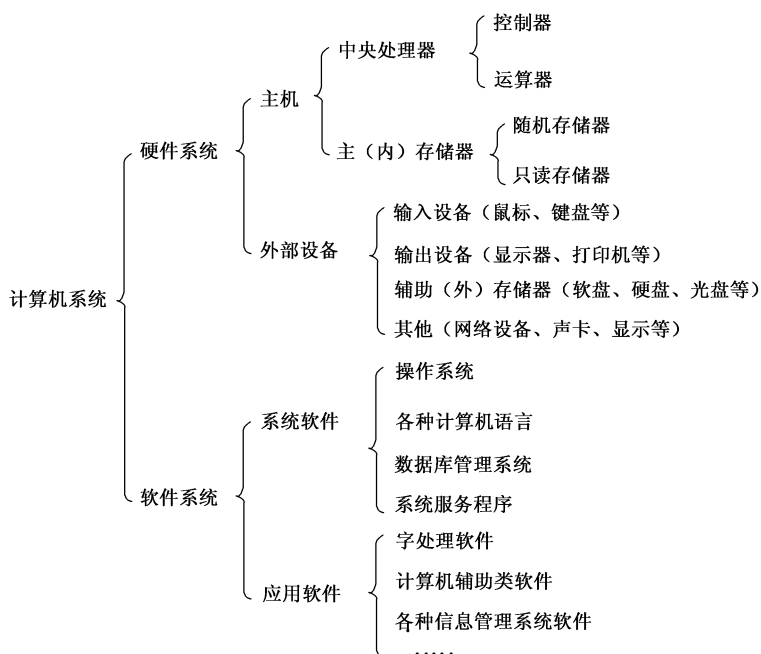 计算机系统
硬件系统
主机
中央处理器
控制器
运算器
主（内）存储器
随机存储器
只读存储器
外部设备
输入设备（鼠标、键盘等）
输出设备（显示器、打印机等）
辅助（外）存储器（软盘、硬盘、光盘等）
其他（网络设备、声卡、显示等）
软件系统
系统软件
操作系统
各种计算机语言
数据库管理系统
系统服务程序
应用软件
字处理软件
计算机辅助类软件
各种信息管理系统软件
……